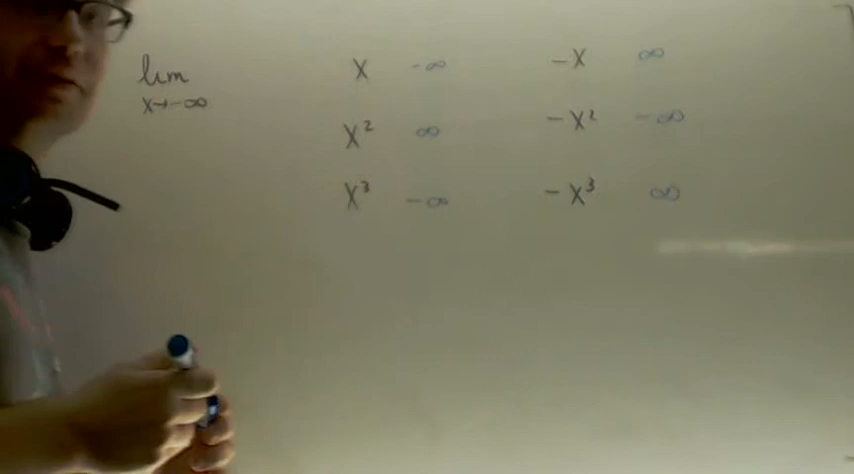 lim x -∞ -x ∞
x→-∞
x² ∞ -x² -∞
x³ -∞ -x³ ∞